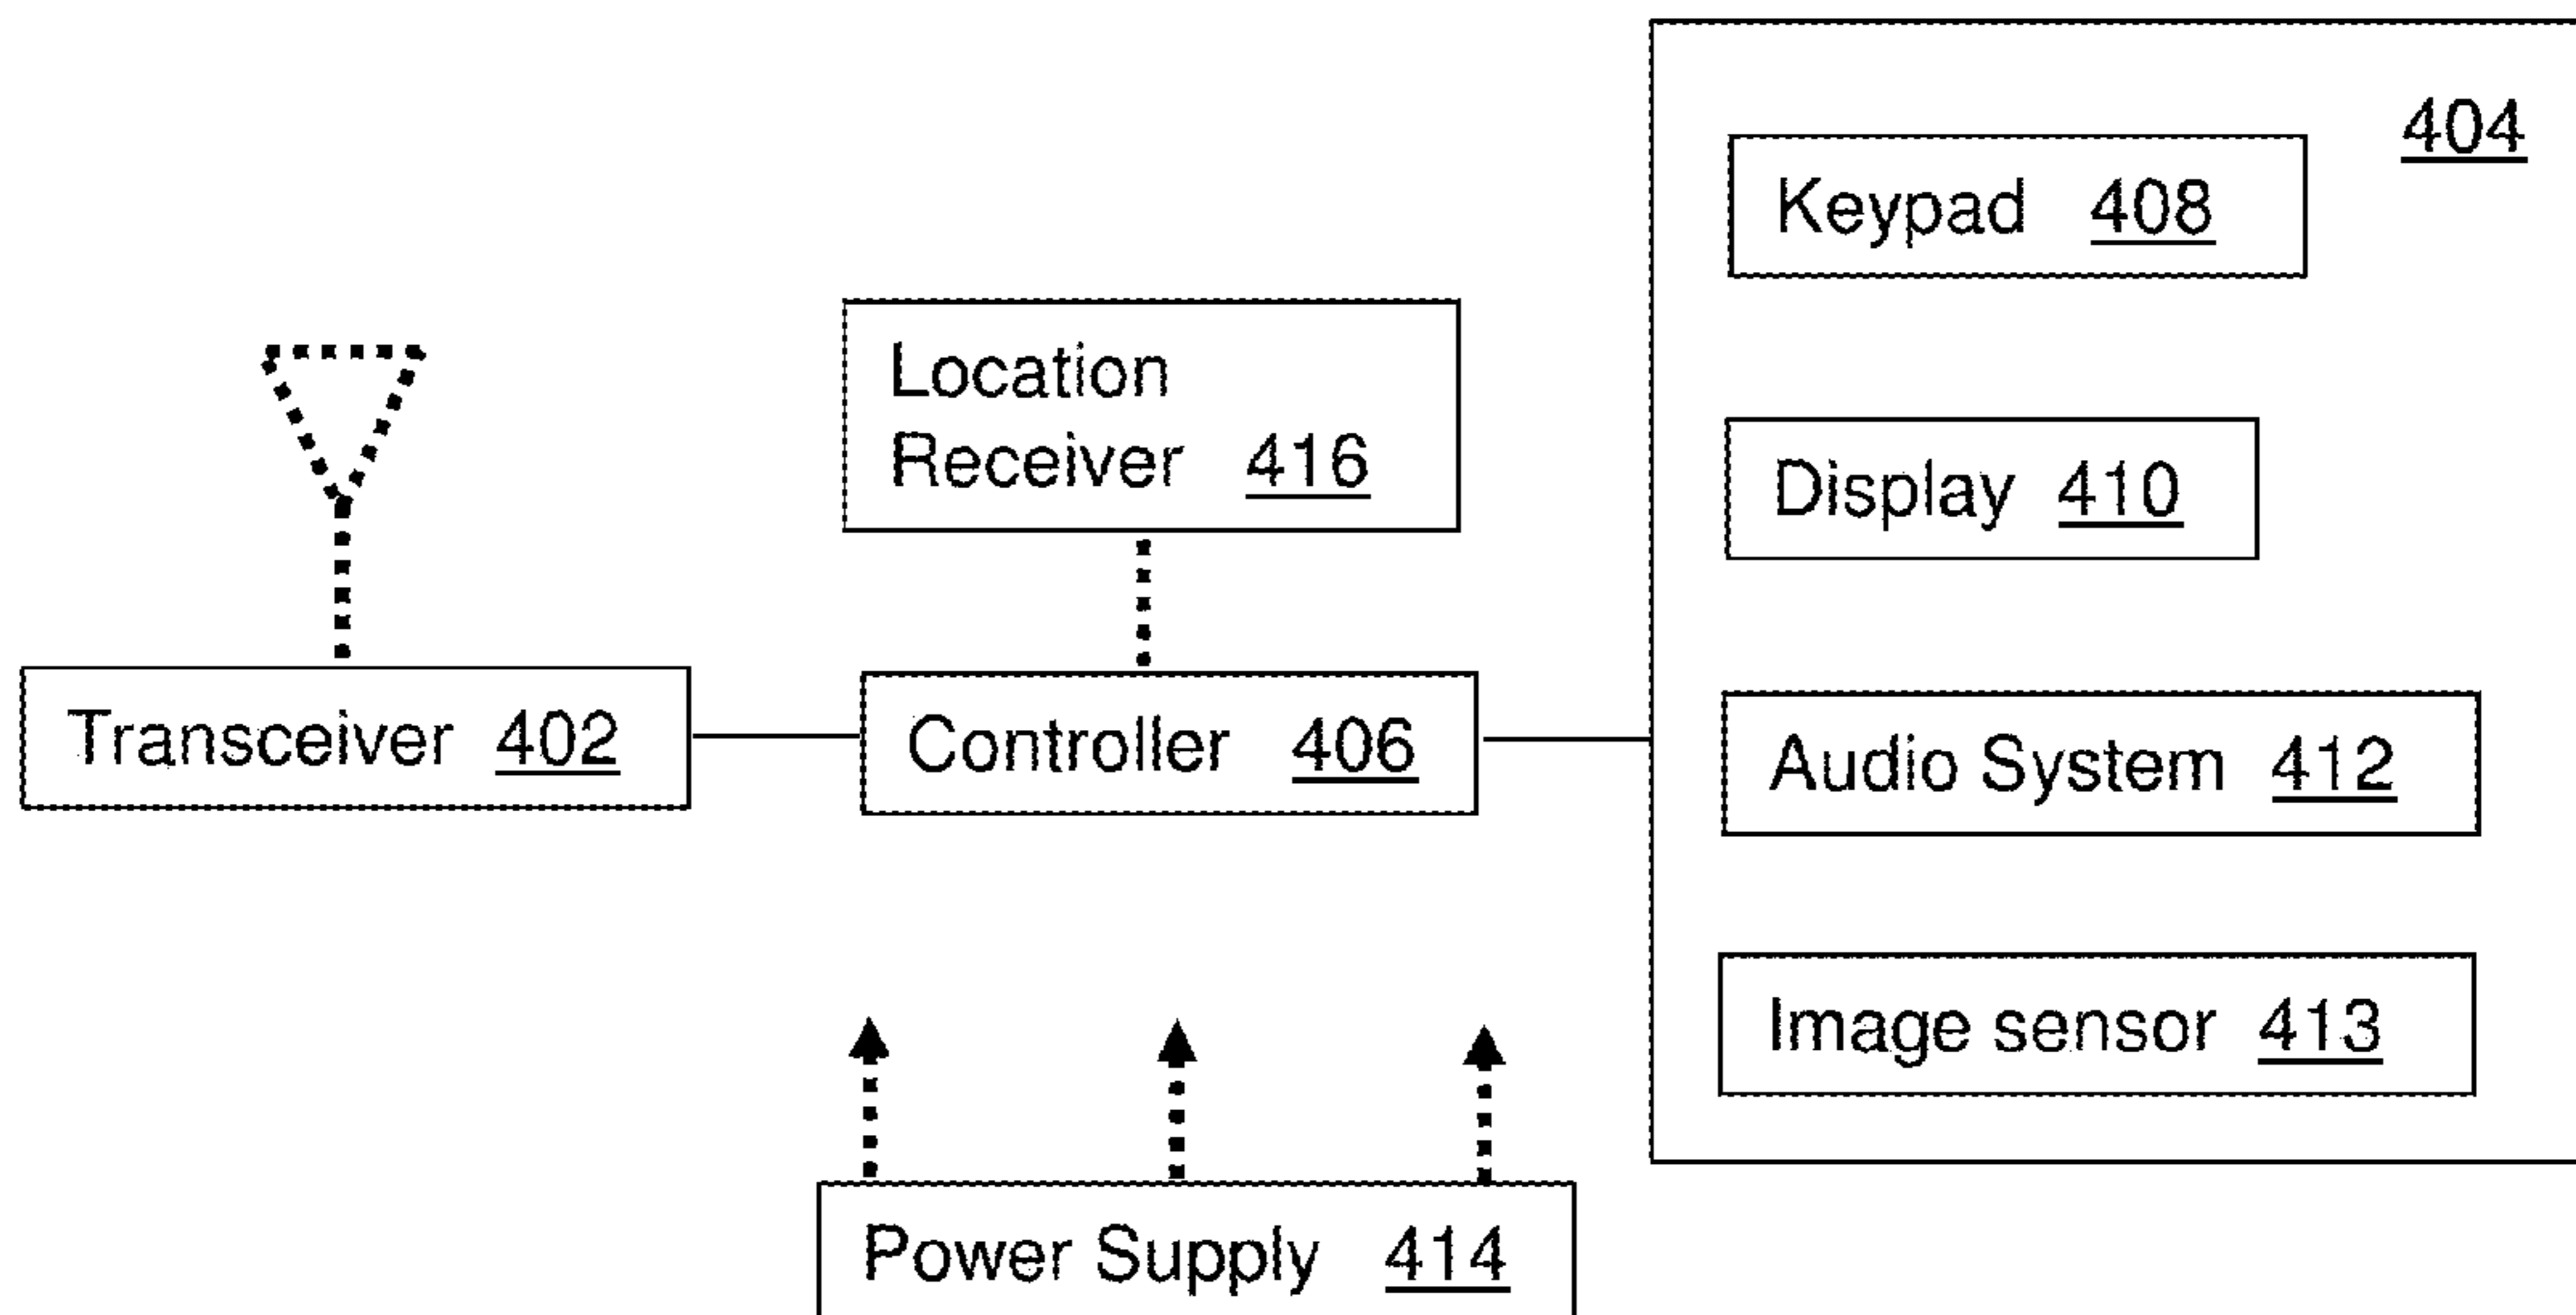 404
Keypad 408
Location
Receiver 416
Display 410
Transceiver 402
Controller 406
Audio System 412
Image sensor 413
Power Supply 414